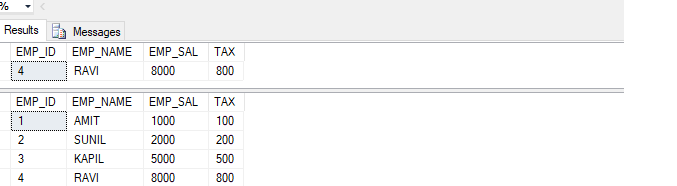 %
Results Messages
EMP_ID EMP_NAME EMP_SAL TAX
4 RAVI 8000 800
EMP_ID EMP_NAME EMP_SAL TAX
1 AMIT 1000 100
2 SUNIL 2000 200
3 KAPIL 5000 500
4 RAVI 8000 800